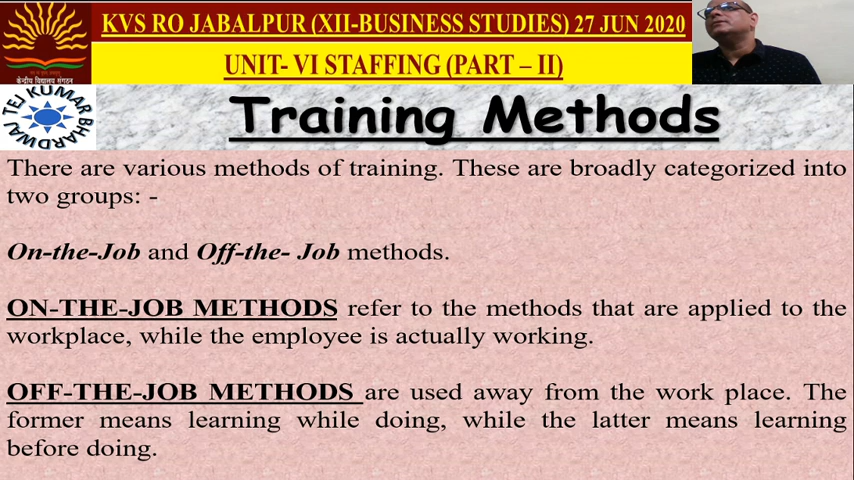 KVS RO JABALPUR (XII-BUSINESS STUDIES) 27 JUN 2020
UNIT- VI STAFFING (PART – II)
केन्द्रीय विद्यालय संगठन
TEJ KUMAR BHARDWAJ
Training Methods
There are various methods of training. These are broadly categorized into
two groups: -
On-the-Job and Off-the- Job methods.
ON-THE-JOB METHODS refer to the methods that are applied to the
workplace, while the employee is actually working.
OFF-THE-JOB METHODS are used away from the work place. The
former means learning while doing, while the latter means learning
before doing.